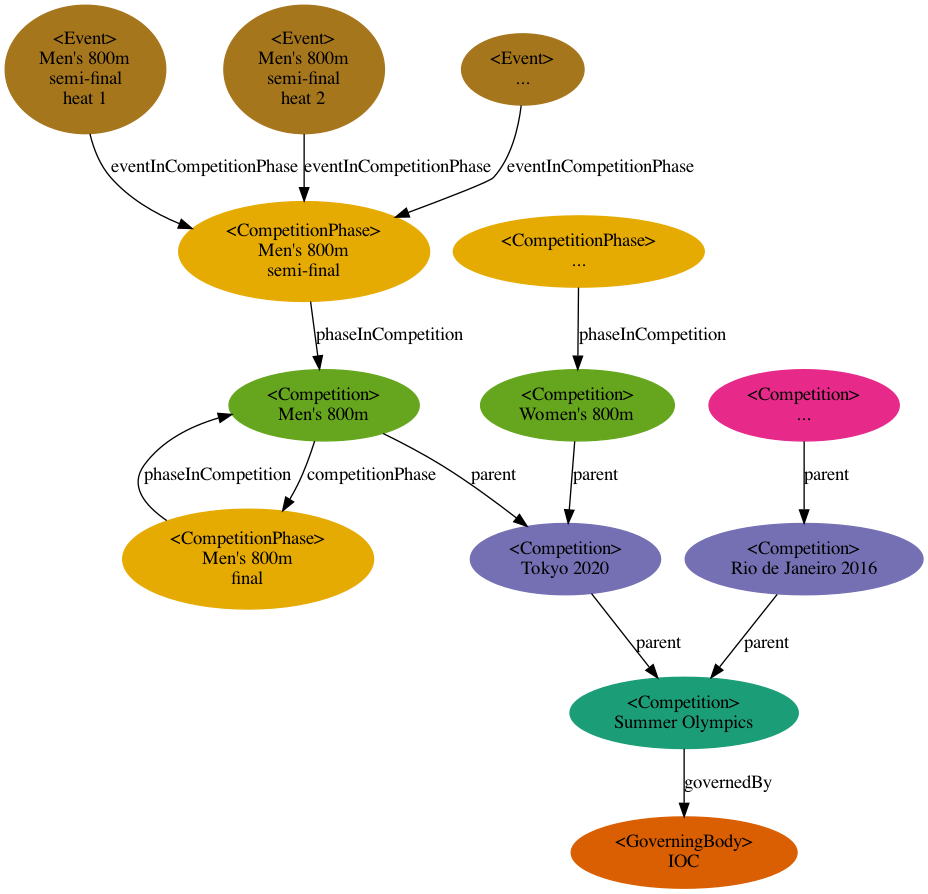 <Event>
Men's 800m
semi-final
heat 1
<Event>
Men's 800m
semi-final
heat 2
<Event>
...
eventInCompetitionPhase
eventInCompetitionPhase
eventInCompetitionPhase
<CompetitionPhase>
Men's 800m
semi-final
<CompetitionPhase>
...
phaseInCompetition
phaseInCompetition
<Competition>
Men's 800m
<Competition>
Women's 800m
<Competition>
...
phaseInCompetition
competitionPhase
parent
parent
parent
<CompetitionPhase>
Men's 800m
final
<Competition>
Tokyo 2020
<Competition>
Rio de Janeiro 2016
parent
parent
<Competition>
Summer Olympics
governedBy
<GoverningBody>
IOC